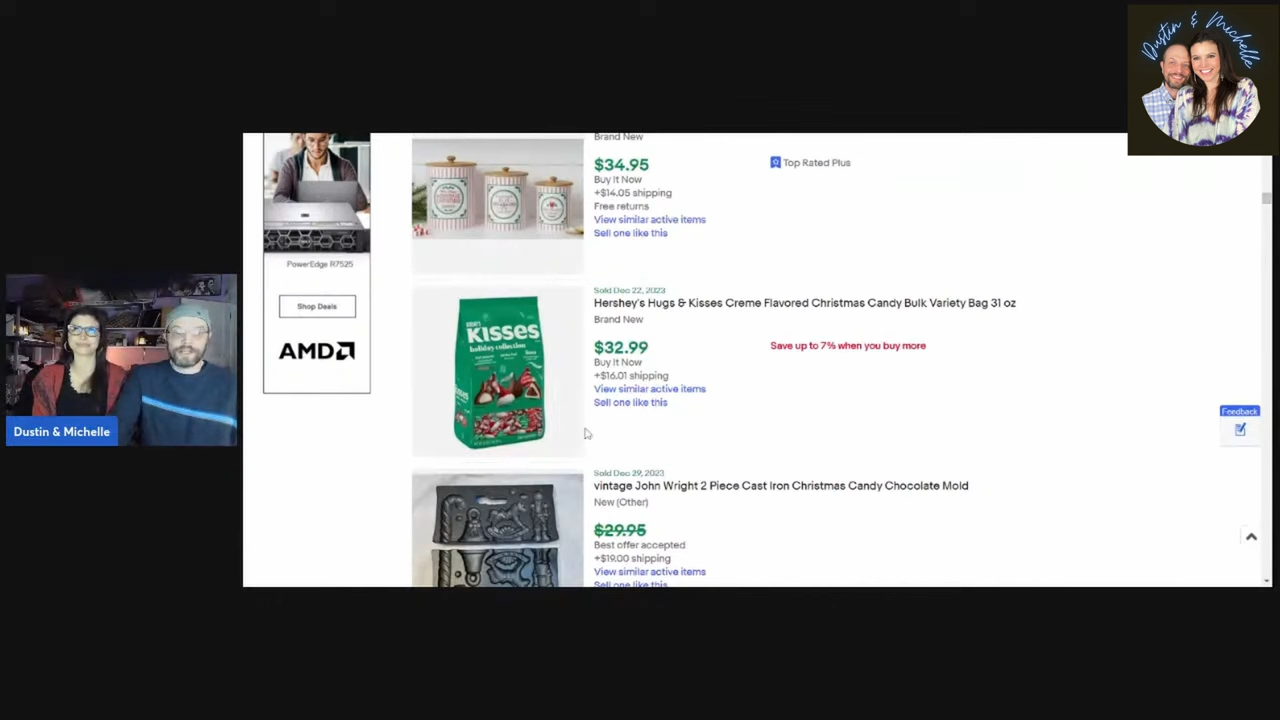 Dustin & Michelle
Brand New
$34.95
Top Rated Plus
Buy It Now
+$14.05 shipping
Free returns
View similar active items
Sell one like this
PowerEdge R7525
Shop Deals
AMD
Sold Dec 22, 2023
Hershey's Hugs & Kisses Creme Flavored Christmas Candy Bulk Variety Bag 31 oz
Brand New
$32.99
Save up to 7% when you buy more
Buy It Now
+$16.01 shipping
View similar active items
Sell one like this
KISSES
holiday collection
Dustin & Michelle
Feedback
Sold Dec 29, 2023
vintage John Wright 2 Piece Cast Iron Christmas Candy Chocolate Mold
New (Other)
$29.95
Best offer accepted
+$19.00 shipping
View similar active items
Sell one like this